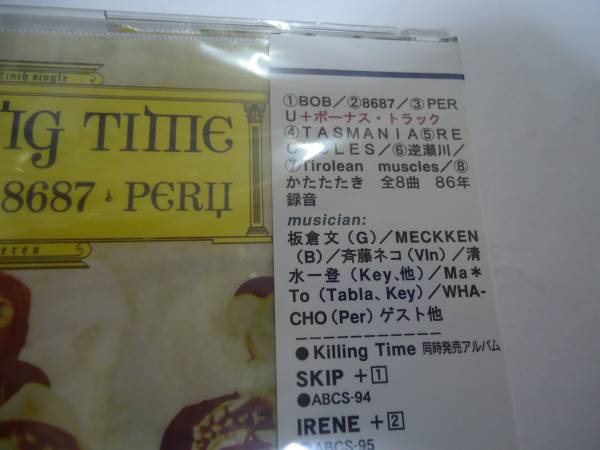 2inch single
NG TIME
8687 PERU
ereo
①BOB／②8687／③PER
U＋ボーナス・トラック
④TASMANIA⑤RE
CYCLES／⑥逆瀬川／
⑦Tirolean muscles／⑧
かたたたき 全8曲 86年
録音
musician:
板倉文（G）／MECKKEN
（B）／斉藤ネコ（Vln）／清
水一登（Key、他）／Ma＊
To（Tabla、Key）／WHA-
CHO（Per）ゲスト他
●Killing Time 同時発売アルバム
SKIP ＋1
●ABCS-94
IRENE ＋2
●ABCS-95